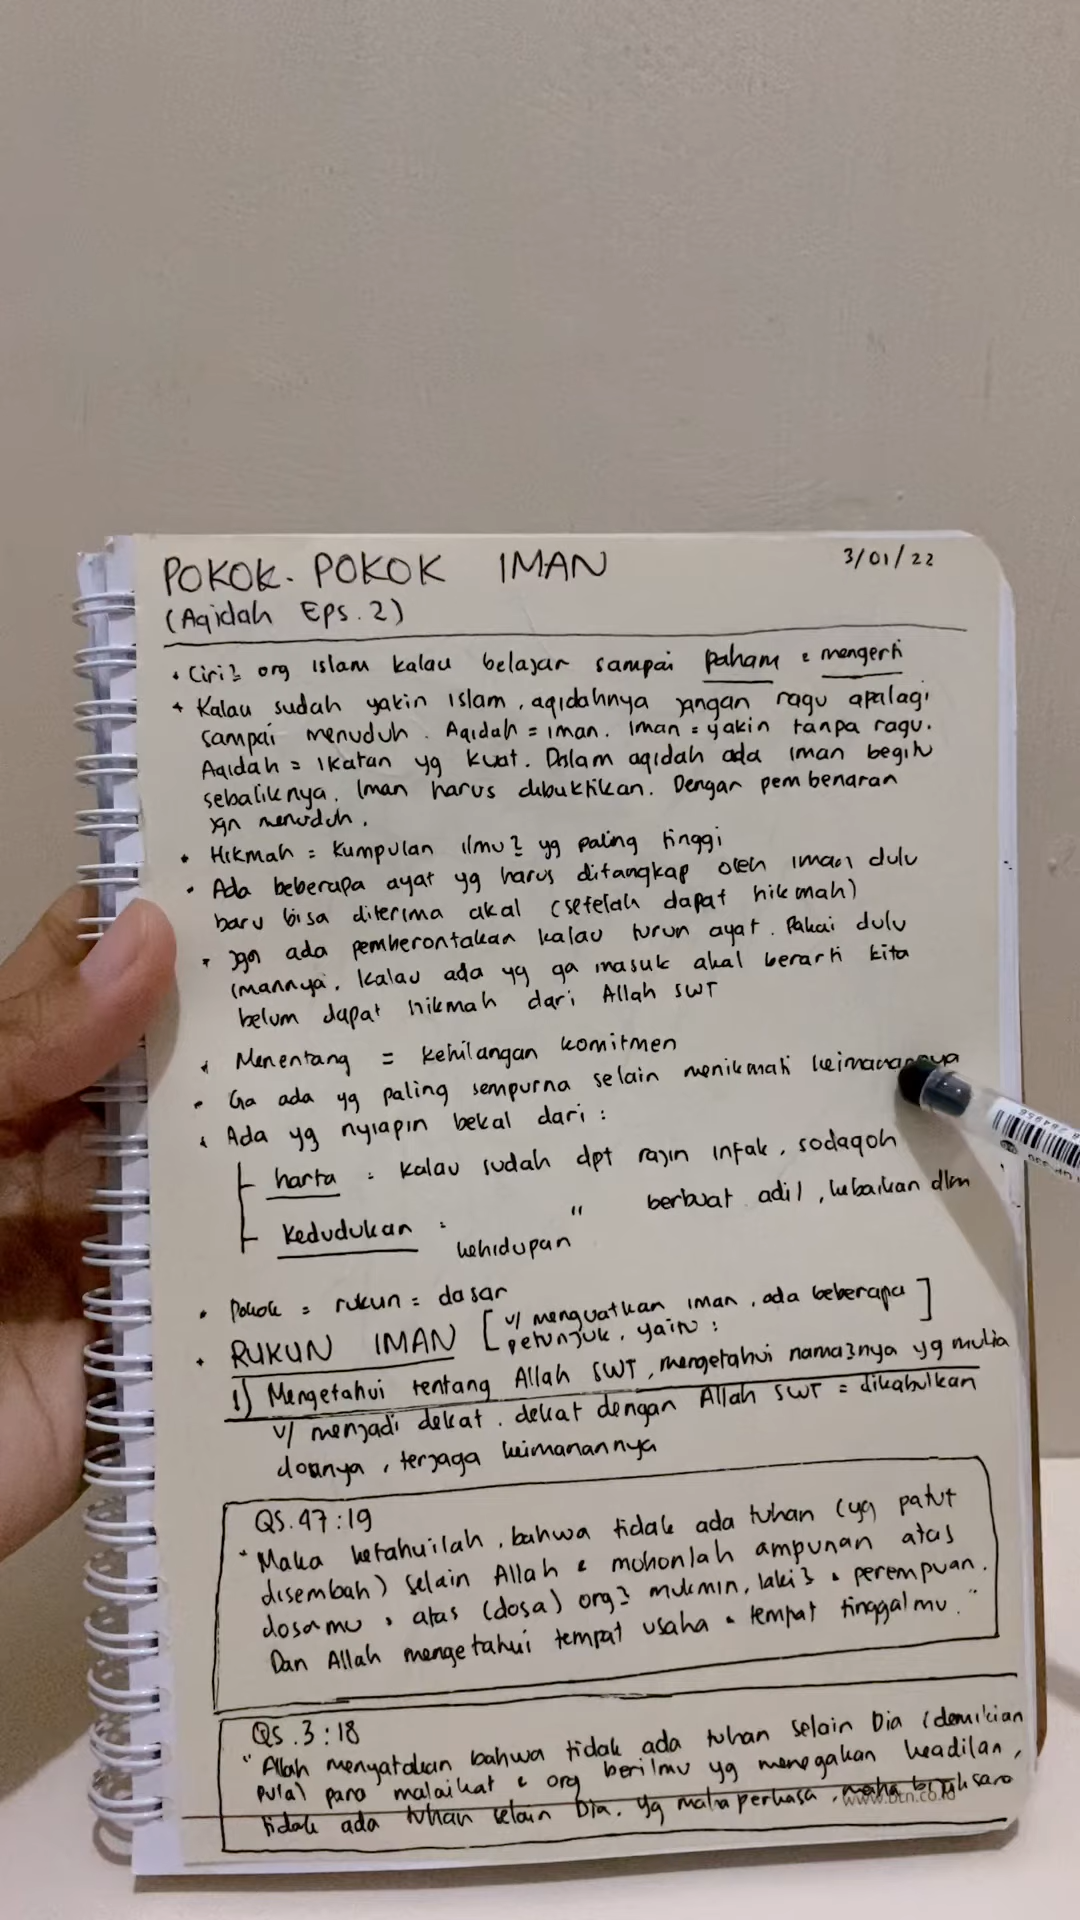 POKOK-POKOK IMAN
3/01/22
(Aqidah Eps.2)
• Ciri2 org Islam kalau belajar sampai paham & mengerti
• Kalau sudah yakin Islam, aqidahnya jangan ragu apalagi
sampai menuduh. Aqidah = iman. Iman = yakin tanpa ragu.
Aqidah = Ikatan yg kuat. Dalam aqidah ada iman begitu
sebaliknya. Iman harus dibuktikan. Dengan pembenaran
jgn menuduh.
• Hikmah = Kumpulan ilmu2 yg paling tinggi
• Ada beberapa ayat yg harus ditangkap oleh iman dulu
baru bisa diterima akal (setelah dapat hikmah)
• Jgn ada pemberontakan kalau turun ayat. Pakai dulu
imannya. Kalau ada yg ga masuk akal berarti kita
belum dapat hikmah dari Allah SWT
• Menentang = kehilangan komitmen
• Ga ada yg paling sempurna selain menikmati keimanannya
• Ada yg nyiapin bekal dari :
harta : kalau sudah dpt rajin infak, sodaqoh
Kedudukan : " berbuat adil, kebaikan dlm
kehidupan
• Pokok = rukun = dasar
• RUKUN IMAN [u/ menguatkan iman, ada beberapa
petunjuk, yaitu :]
1) Mengetahui tentang Allah SWT, mengetahui nama2nya yg mulia
u/ menjadi dekat. dekat dengan Allah SWT = dikabulkan
doanya, terjaga keimanannya
QS. 47:19
"Maka ketahuilah, bahwa tidak ada tuhan (yg patut
disembah) selain Allah & mohonlah ampunan atas
dosamu & atas (dosa) org2 mukmin, laki2 & perempuan.
Dan Allah mengetahui tempat usaha & tempat tinggalmu."
QS. 3:18
"Allah menyatakan bahwa tidak ada tuhan selain Dia (demikian
pula) para malaikat & org berilmu yg menegakan keadilan,
tidak ada tuhan selain Dia, yg maha perkasa, maha bijaksana